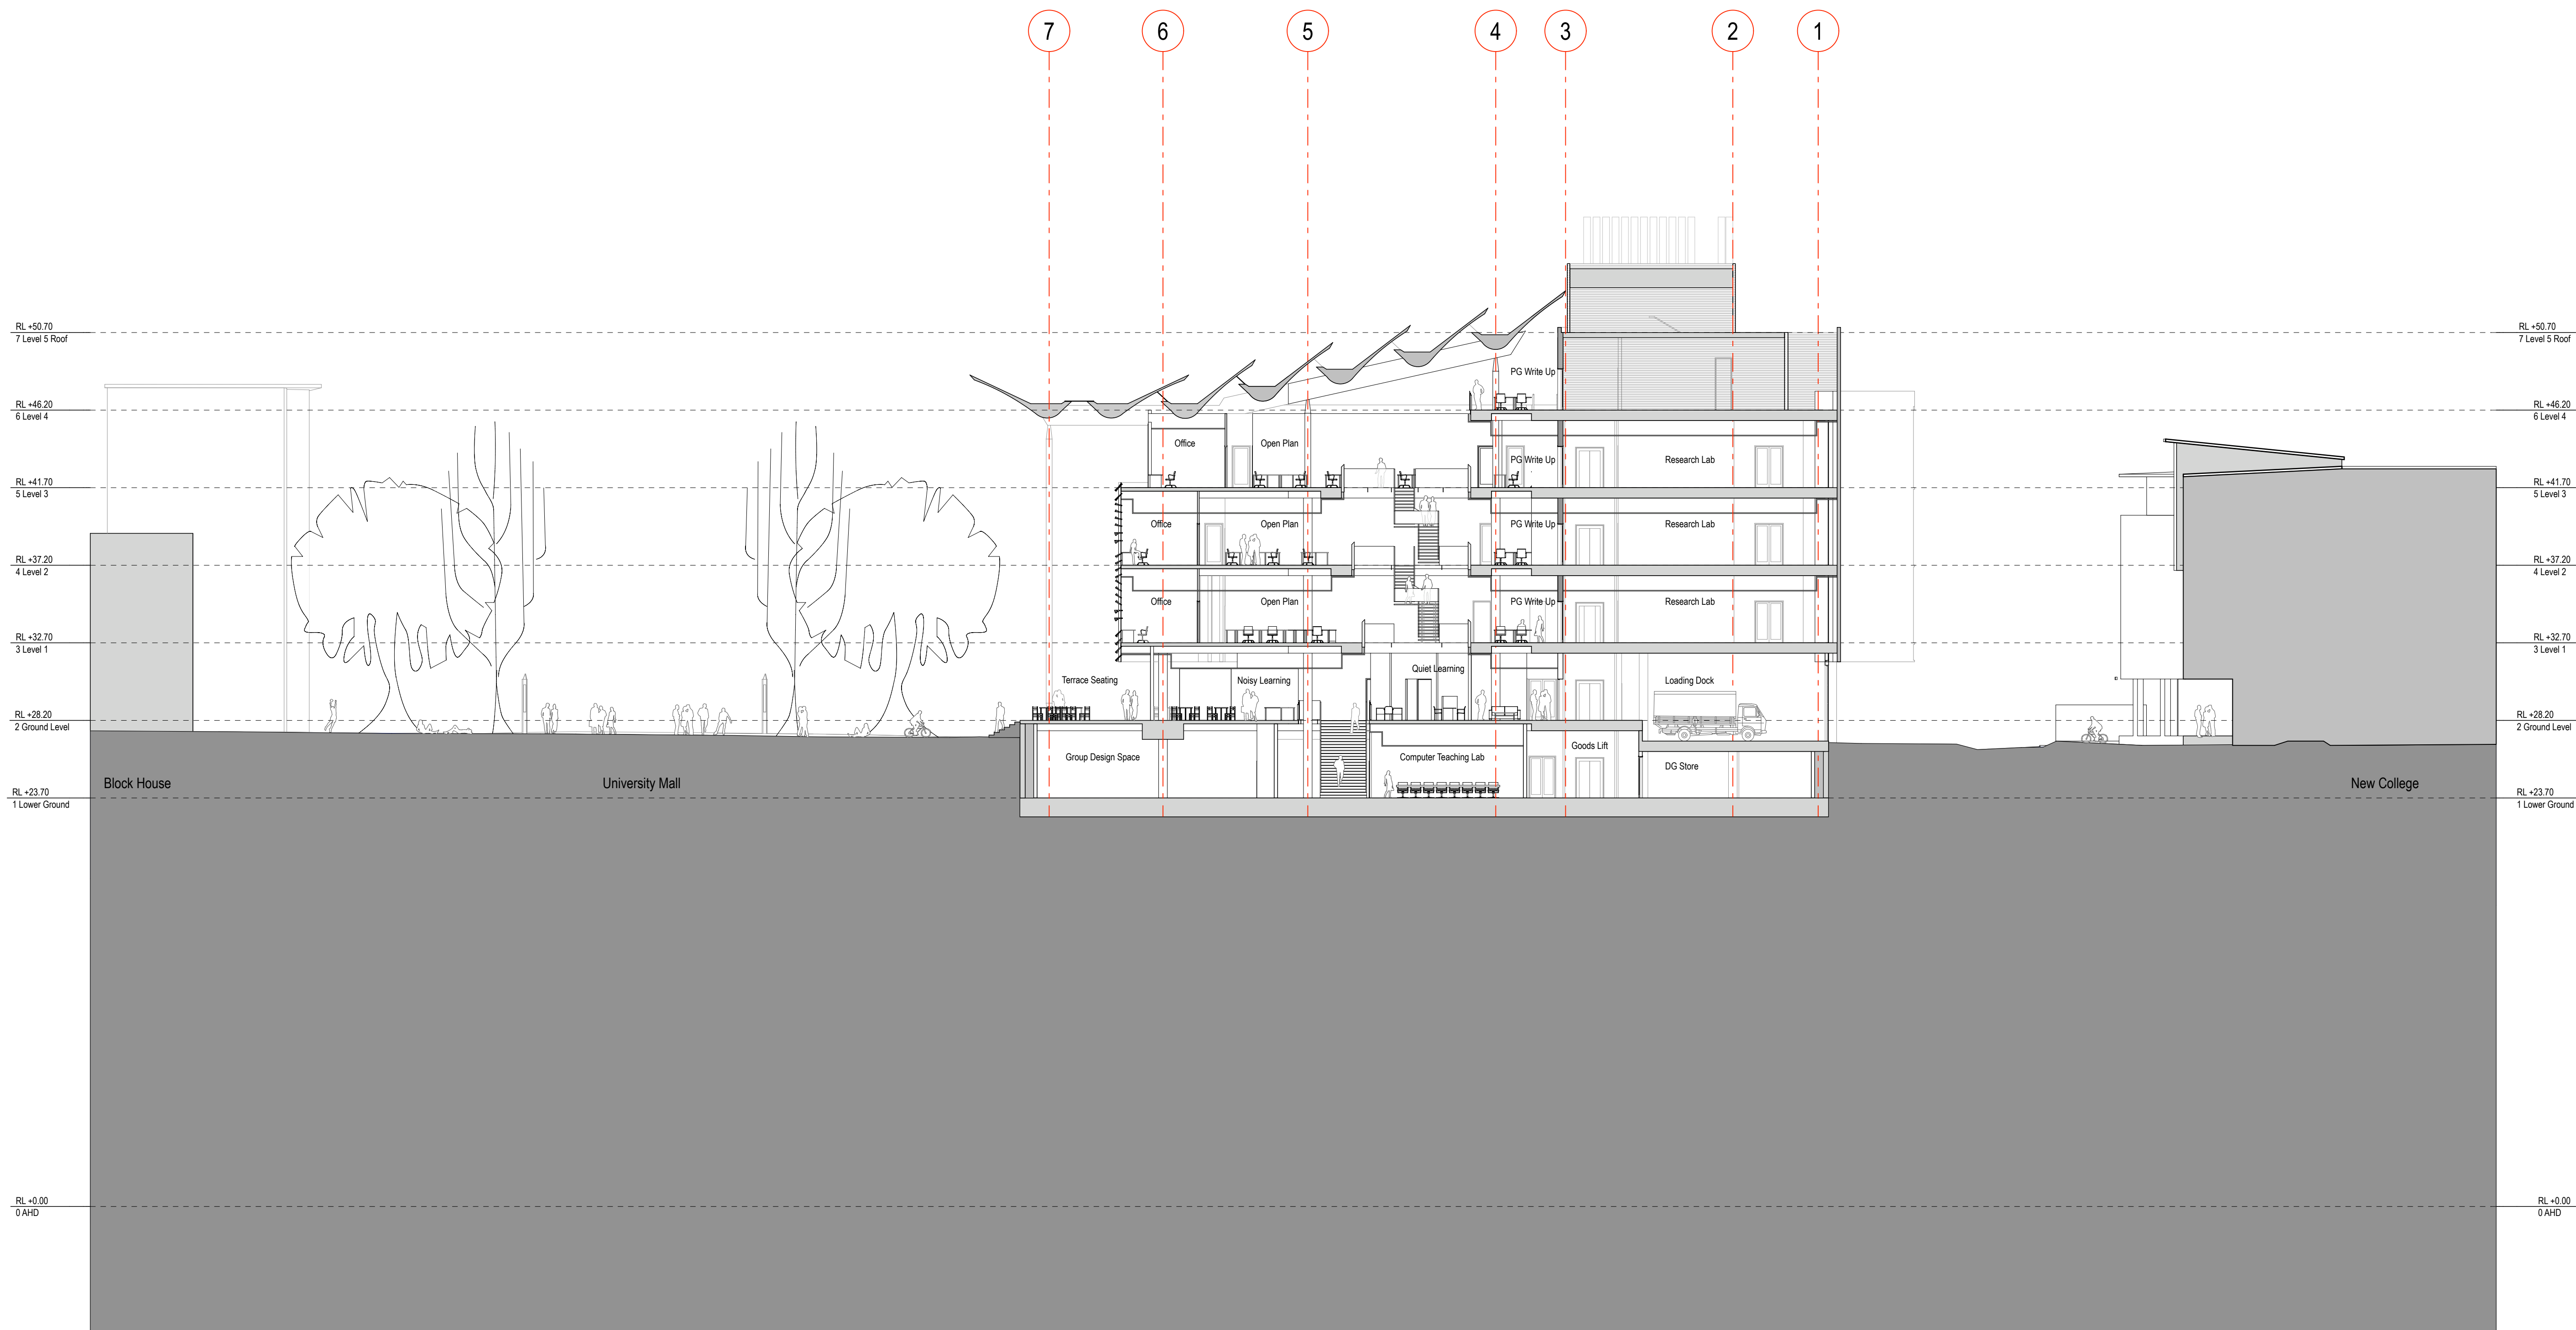 7 6 5 4 3 2 1
RL +50.70
7 Level 5 Roof
RL +50.70
7 Level 5 Roof
PG Write Up
RL +46.20
6 Level 4
RL +46.20
6 Level 4
Office
Open Plan
PG Write Up
Research Lab
RL +41.70
5 Level 3
RL +41.70
5 Level 3
Office
Open Plan
PG Write Up
Research Lab
RL +37.20
4 Level 2
RL +37.20
4 Level 2
Office
Open Plan
PG Write Up
Research Lab
RL +32.70
3 Level 1
RL +32.70
3 Level 1
Quiet Learning
Terrace Seating
Noisy Learning
Loading Dock
RL +28.20
2 Ground Level
RL +28.20
2 Ground Level
Goods Lift
Group Design Space
Computer Teaching Lab
DG Store
Block House
University Mall
New College
RL +23.70
1 Lower Ground
RL +23.70
1 Lower Ground
RL +0.00
0 AHD
RL +0.00
0 AHD